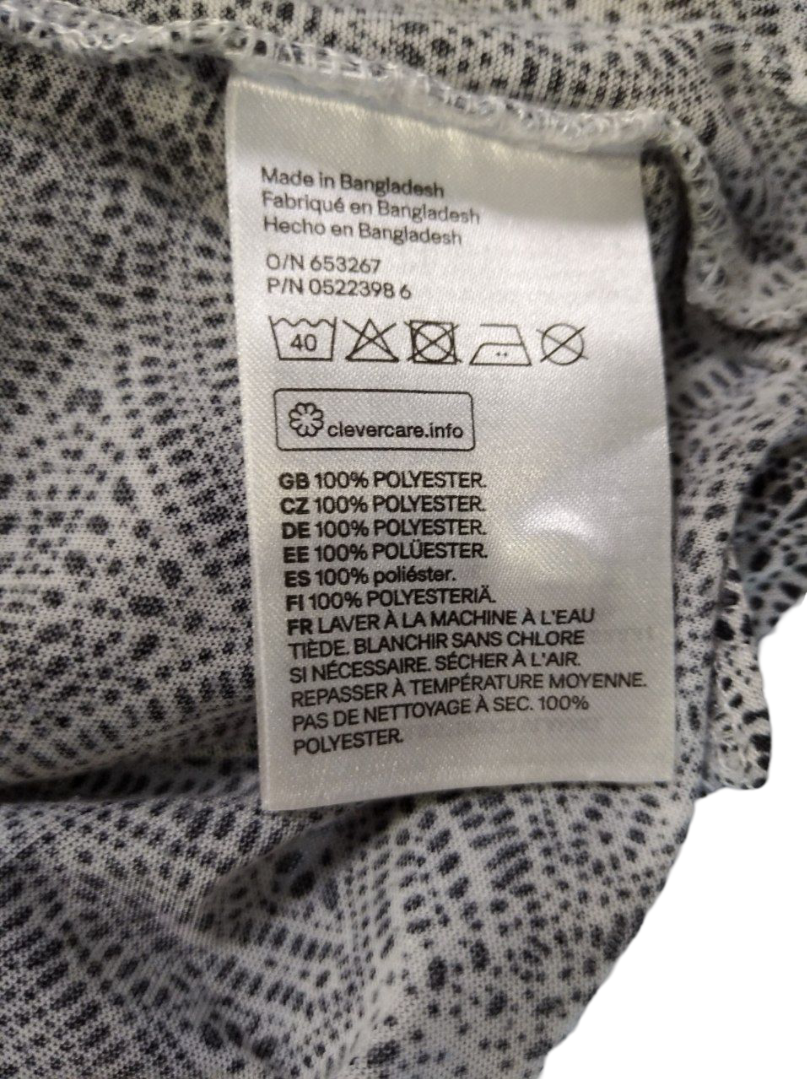 Made in Bangladesh
Fabriqué en Bangladesh
Hecho en Bangladesh
O/N 653267
P/N 0522398 6
40
clevercare.info
GB 100% POLYESTER.
CZ 100% POLYESTER.
DE 100% POLYESTER.
EE 100% POLÜESTER.
ES 100% poliéster.
FI 100% POLYESTERIÄ.
FR LAVER À LA MACHINE À L'EAU
TIÈDE. BLANCHIR SANS CHLORE
SI NÉCESSAIRE. SÉCHER À L'AIR.
REPASSER À TEMPÉRATURE MOYENNE.
PAS DE NETTOYAGE À SEC. 100%
POLYESTER.